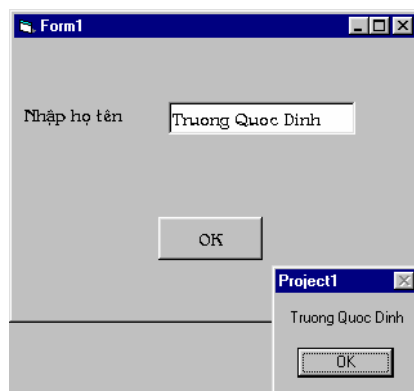 Form1
Nhập họ tên
Truong Quoc Dinh
OK
Project1
Truong Quoc Dinh
OK